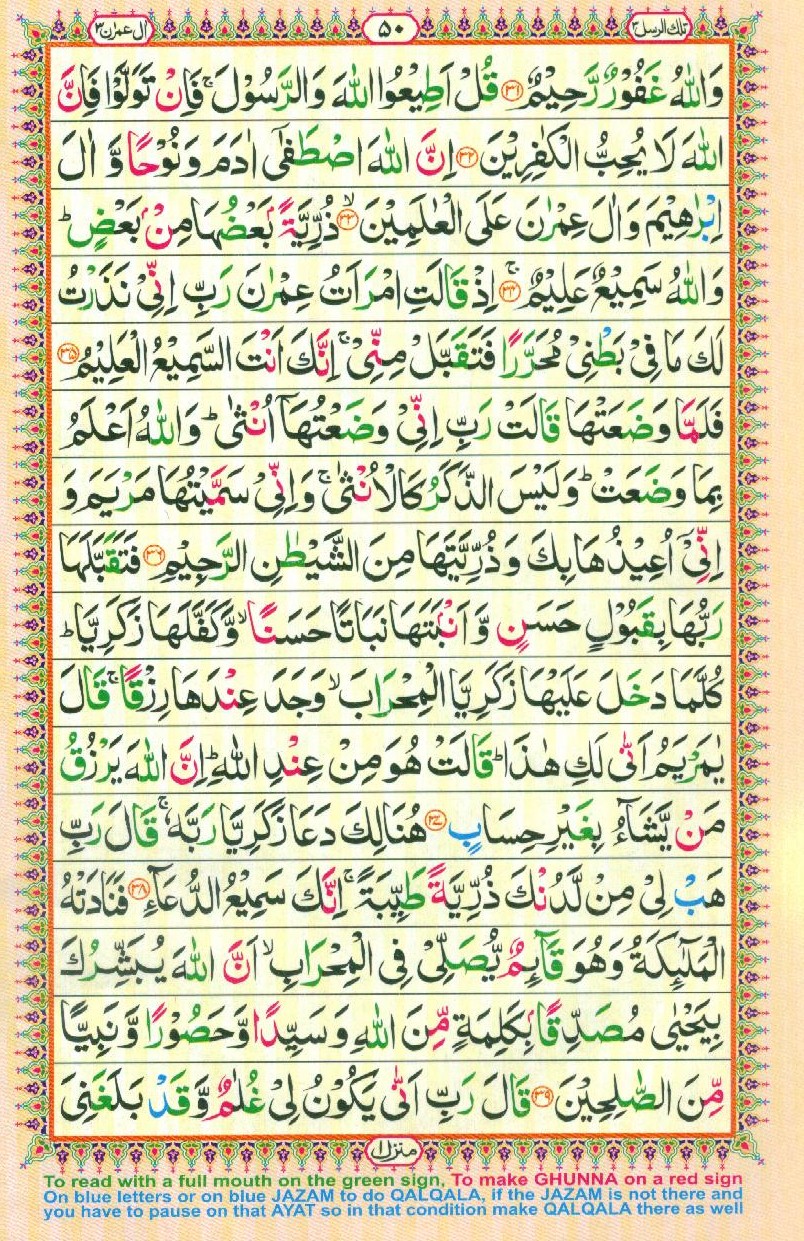 تلك الرسل ٣ ٥٠ ال عمرٰن ٣
وَاللّٰهُ غَفُوْرٌ رَّحِيْمٌ ﴿٣١﴾ قُلْ اَطِيْعُوا اللّٰهَ وَالرَّسُوْلَ ۚ فَاِنْ تَوَلَّوْا فَاِنَّ
اللّٰهَ لَا يُحِبُّ الْكٰفِرِيْنَ ﴿٣٢﴾ اِنَّ اللّٰهَ اصْطَفٰٓى اٰدَمَ وَنُوْحًا وَّ اٰلَ
اِبْرٰهِيْمَ وَاٰلَ عِمْرٰنَ عَلَى الْعٰلَمِيْنَ ﴿٣٣﴾ۙ ذُرِّيَّةًۢ بَعْضُهَا مِنْۢ بَعْضٍ ؕ
وَاللّٰهُ سَمِيْعٌ عَلِيْمٌ ﴿٣٤﴾ۚ اِذْ قَالَتِ امْرَاَتُ عِمْرٰنَ رَبِّ اِنِّىْ نَذَرْتُ
لَكَ مَا فِىْ بَطْنِىْ مُحَرَّرًا فَتَقَبَّلْ مِنِّىْ ۚ اِنَّكَ اَنْتَ السَّمِيْعُ الْعَلِيْمُ ﴿٣٥﴾
فَلَمَّا وَضَعَتْهَا قَالَتْ رَبِّ اِنِّىْ وَضَعْتُهَاۤ اُنْثٰى ؕ وَاللّٰهُ اَعْلَمُ
بِمَا وَضَعَتْ ؕ وَلَيْسَ الذَّكَرُ كَالْاُنْثٰى ۚ وَاِنِّىْ سَمَّيْتُهَا مَرْيَمَ وَ
اِنِّىْۤ اُعِيْذُهَا بِكَ وَذُرِّيَّتَهَا مِنَ الشَّيْطٰنِ الرَّجِيْمِ ﴿٣٦﴾ فَتَقَبَّلَهَا
رَبُّهَا بِقَبُوْلٍ حَسَنٍ وَّاَنْۢبَتَهَا نَبَاتًا حَسَنًا ۙ وَّكَفَّلَهَا زَكَرِيَّا ؕ
كُلَّمَا دَخَلَ عَلَيْهَا زَكَرِيَّا الْمِحْرَابَ ۙ وَجَدَ عِنْدَهَا رِزْقًا ۚ قَالَ
يٰمَرْيَمُ اَنّٰى لَكِ هٰذَا ؕ قَالَتْ هُوَ مِنْ عِنْدِ اللّٰهِ ؕ اِنَّ اللّٰهَ يَرْزُقُ
مَنْ يَّشَآءُ بِغَيْرِ حِسَابٍ ﴿٣٧﴾ هُنَالِكَ دَعَا زَكَرِيَّا رَبَّهٗ ۚ قَالَ رَبِّ
هَبْ لِىْ مِنْ لَّدُنْكَ ذُرِّيَّةً طَيِّبَةً ۚ اِنَّكَ سَمِيْعُ الدُّعَآءِ ﴿٣٨﴾ فَنَادَتْهُ
الْمَلٰٓئِكَةُ وَهُوَ قَآئِمٌ يُّصَلِّىْ فِى الْمِحْرَابِ ۙ اَنَّ اللّٰهَ يُبَشِّرُكَ
بِيَحْيٰى مُصَدِّقًۢا بِكَلِمَةٍ مِّنَ اللّٰهِ وَسَيِّدًا وَّحَصُوْرًا وَّنَبِيًّا
مِّنَ الصّٰلِحِيْنَ ﴿٣٩﴾ قَالَ رَبِّ اَنّٰى يَكُوْنُ لِىْ غُلٰمٌ وَّقَدْ بَلَغَنِىَ
منزل ١
To read with a full mouth on the green sign, To make GHUNNA on a red sign
On blue letters or on blue JAZAM to do QALQALA, if the JAZAM is not there and
you have to pause on that AYAT so in that condition make QALQALA there as well